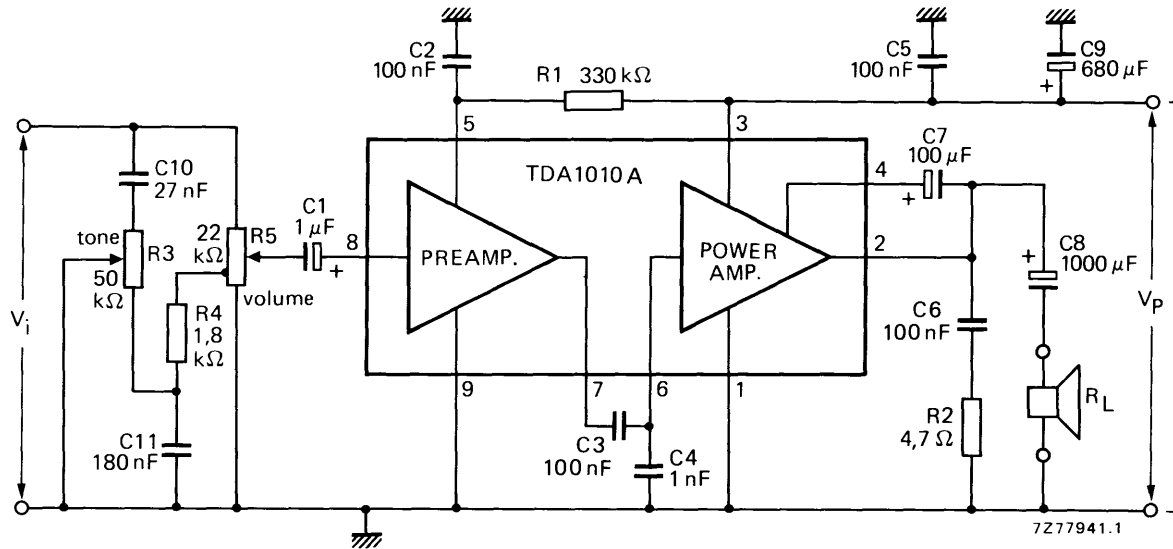 C2
100 nF
R1 330 kΩ
C5
100 nF
C9
680 µF
+
5
3
C10
27 nF
TDA1010A
C7
100 µF
4
+
tone
R3
50
kΩ
22
kΩ
R5
C1
1 µF
8
+
PREAMP.
POWER
AMP.
2
C8
1000 µF
+
Vi
volume
R4
1,8
kΩ
C6
100 nF
VP
9
7
6
1
RL
C11
180 nF
C3
100 nF
C4
1 nF
R2
4,7 Ω
7Z77941.1